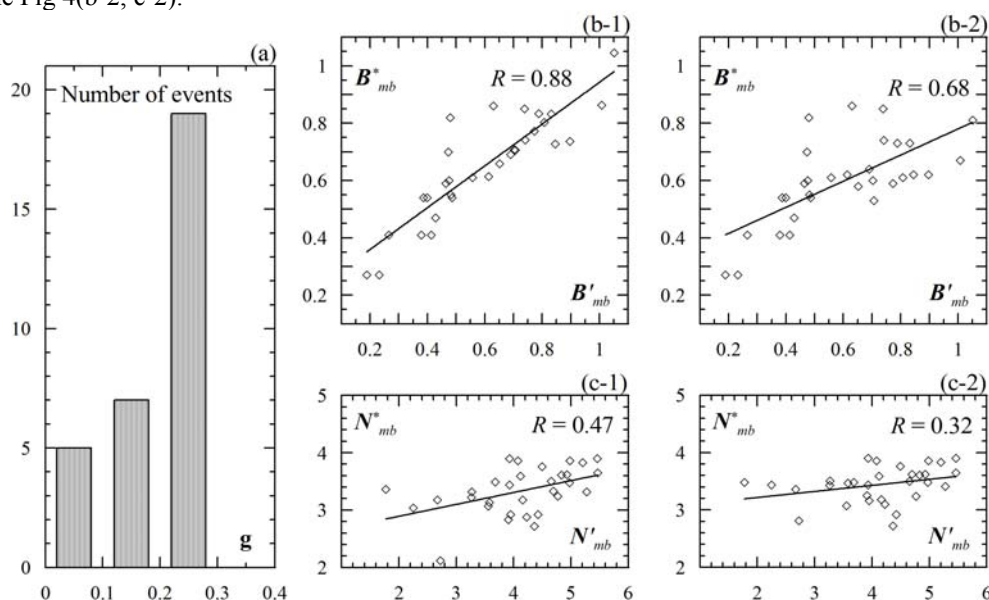 (a)
Number of events
20
15
10
5
0
g
0 0.1 0.2 0.3 0.4
(b-1)
B*mb
R = 0.88
1
0.8
0.6
0.4
0.2
B'mb
0.2 0.4 0.6 0.8 1
(b-2)
B*mb
R = 0.68
1
0.8
0.6
0.4
0.2
B'mb
0.2 0.4 0.6 0.8 1
(c-1)
5
N*mb
R = 0.47
4
3
N'mb
2
1 2 3 4 5 6
(c-2)
5
N*mb
R = 0.32
4
3
N'mb
2
1 2 3 4 5 6